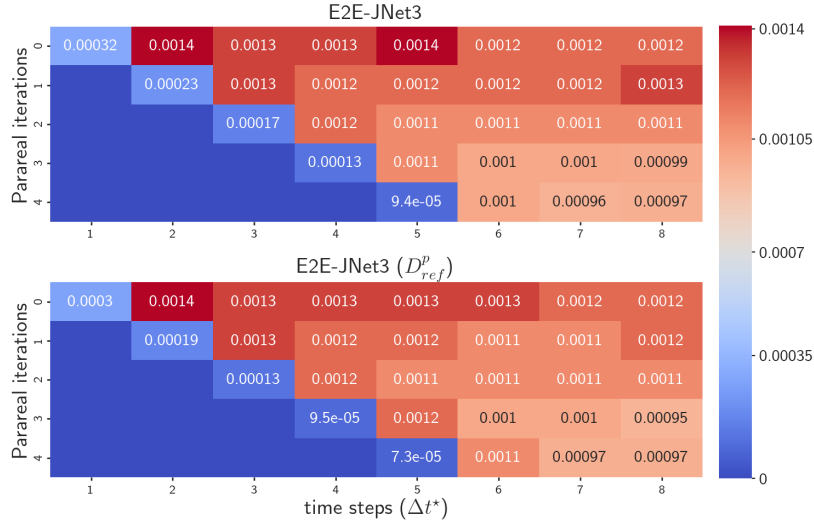 E2E-JNet3
Parareal iterations
0 0.00032 0.0014 0.0013 0.0013 0.0014 0.0012 0.0012 0.0012
1 0.00023 0.0013 0.0012 0.0012 0.0012 0.0012 0.0013
2 0.00017 0.0012 0.0011 0.0011 0.0011 0.0011
3 0.00013 0.0011 0.001 0.001 0.00099
4 9.4e-05 0.001 0.00096 0.00097
1 2 3 4 5 6 7 8
E2E-JNet3 (D^p_ref)
Parareal iterations
0 0.0003 0.0014 0.0013 0.0013 0.0013 0.0013 0.0012 0.0012
1 0.00019 0.0013 0.0012 0.0012 0.0011 0.0011 0.0012
2 0.00013 0.0012 0.0011 0.0011 0.0011 0.0011
3 9.5e-05 0.0012 0.001 0.001 0.00095
4 7.3e-05 0.0011 0.00097 0.00097
1 2 3 4 5 6 7 8
time steps (Δt⋆)
0.0014
0.00105
0.0007
0.00035
0